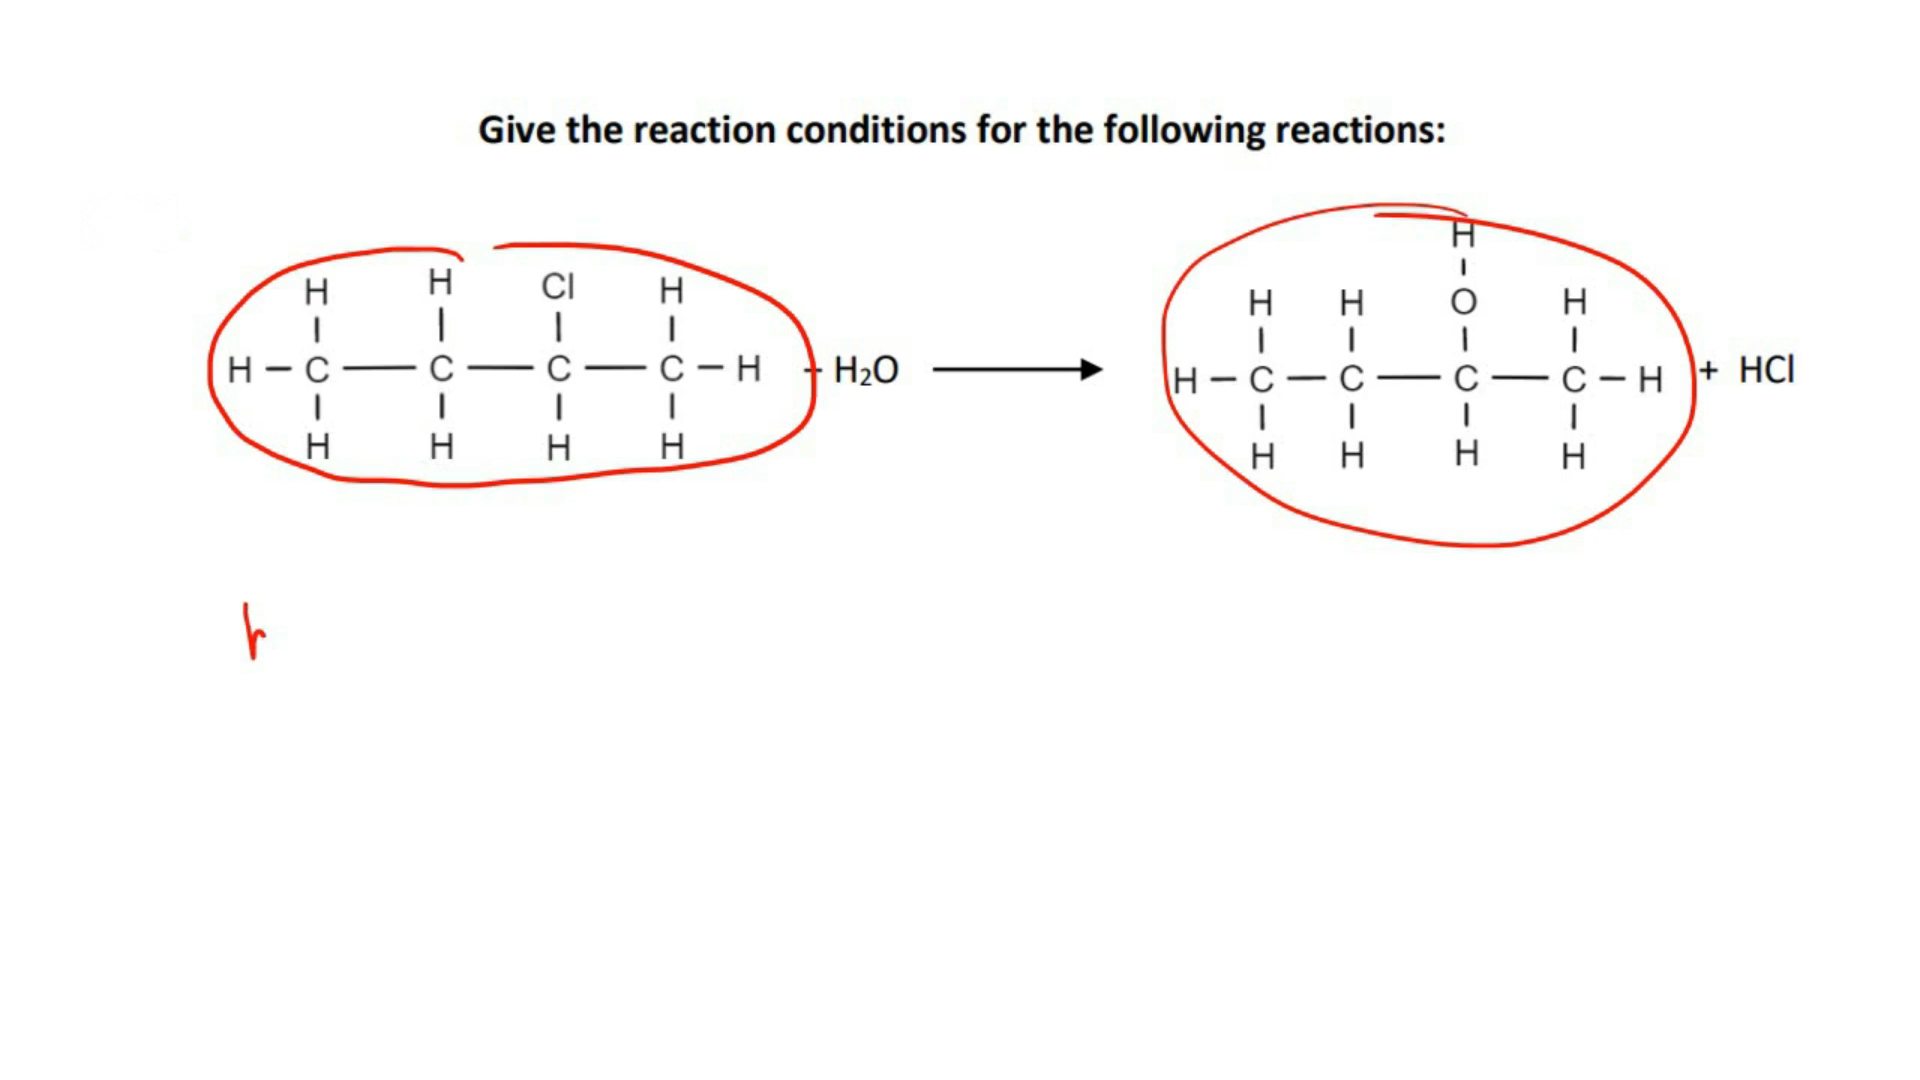 Give the reaction conditions for the following reactions:
H
H H Cl H H H O H
H – C — C — C — C – H + H₂O ⟶ H – C – C — C — C – H + HCl
H H H H H H H H